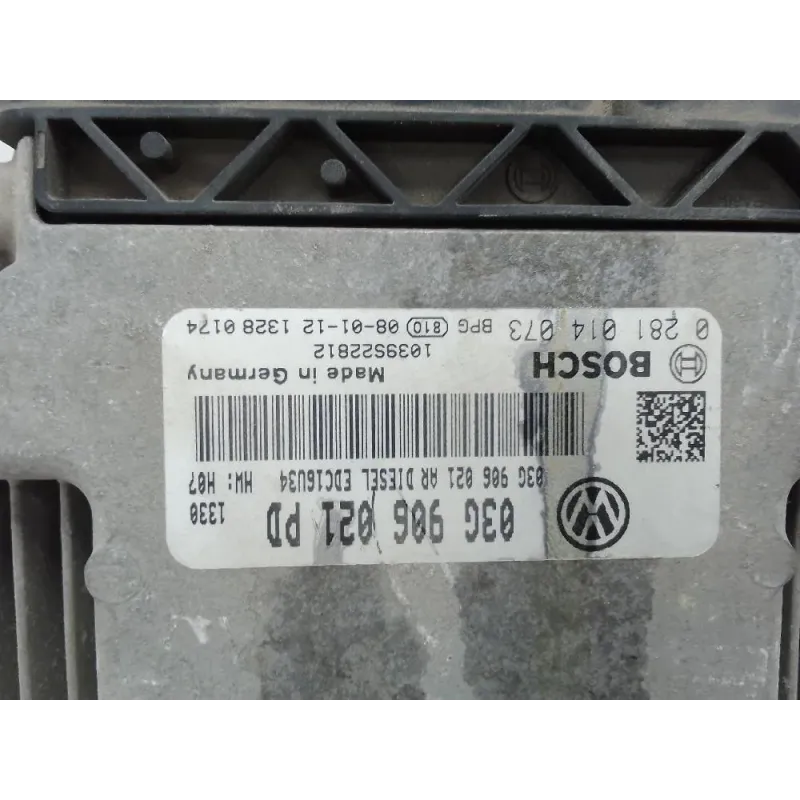 03G 906 021 PD 1330
03G 906 021 AR DIESEL EDC16U34 HW: H07
Made in Germany
BOSCH 1039S22812
0 281 014 073 BPG 810 08-01-12 1328 0174